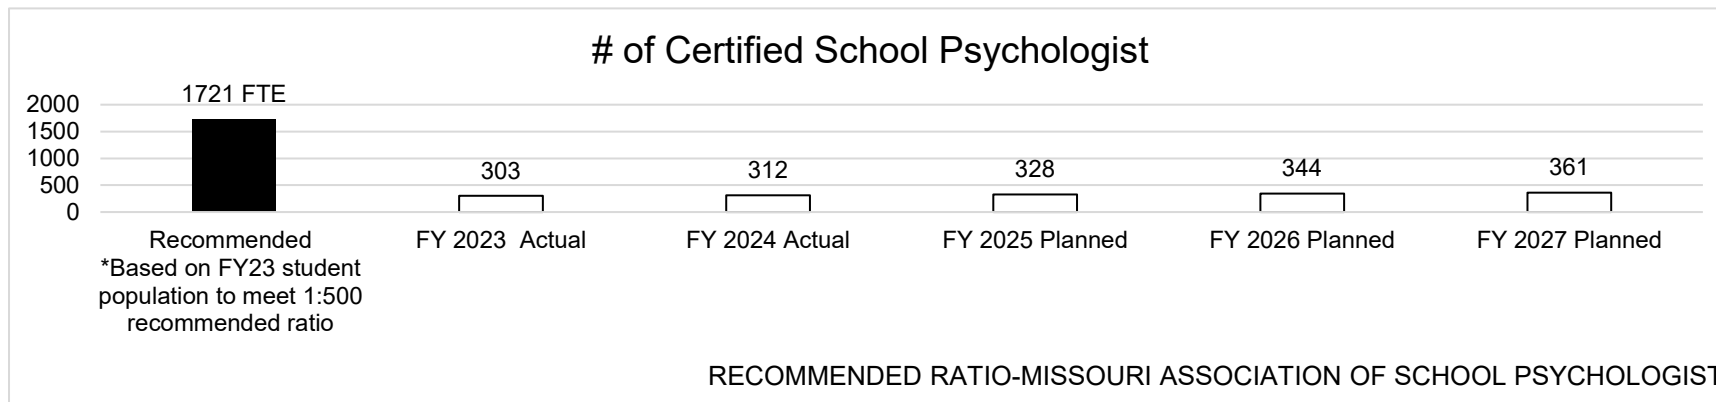 # of Certified School Psychologist
1721 FTE
2000
1500
1000
500
0
303
312
328
344
361
Recommended
*Based on FY23 student
population to meet 1:500
recommended ratio
FY 2023 Actual
FY 2024 Actual
FY 2025 Planned
FY 2026 Planned
FY 2027 Planned
RECOMMENDED RATIO-MISSOURI ASSOCIATION OF SCHOOL PSYCHOLOGIST